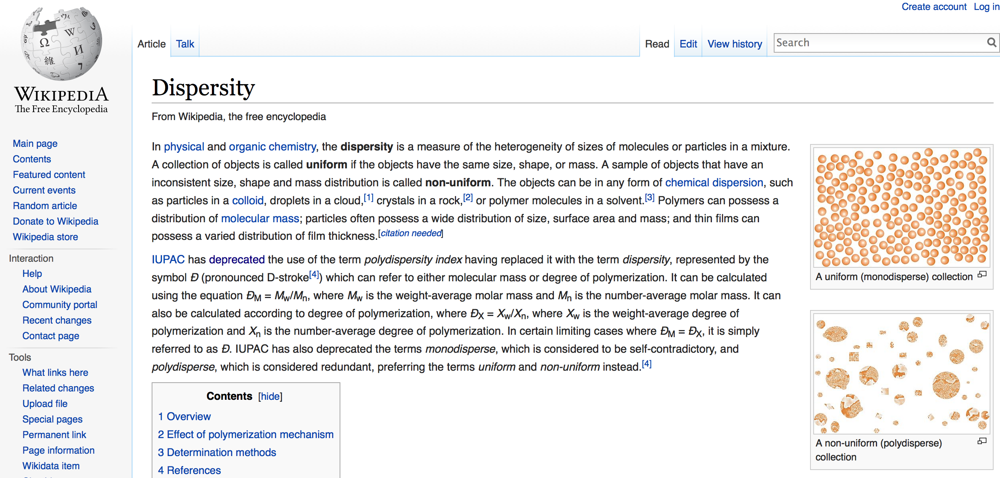 Create account Log in
WIKIPEDIA
The Free Encyclopedia
Article Talk Read Edit View history Search
Dispersity
From Wikipedia, the free encyclopedia
In physical and organic chemistry, the dispersity is a measure of the heterogeneity of sizes of molecules or particles in a mixture.
A collection of objects is called uniform if the objects have the same size, shape, or mass. A sample of objects that have an
inconsistent size, shape and mass distribution is called non-uniform. The objects can be in any form of chemical dispersion, such
as particles in a colloid, droplets in a cloud,[1] crystals in a rock,[2] or polymer molecules in a solvent.[3] Polymers can possess a
distribution of molecular mass; particles often possess a wide distribution of size, surface area and mass; and thin films can
possess a varied distribution of film thickness.[citation needed]
IUPAC has deprecated the use of the term polydispersity index having replaced it with the term dispersity, represented by the
symbol Đ (pronounced D-stroke[4]) which can refer to either molecular mass or degree of polymerization. It can be calculated
using the equation ĐM = Mw/Mn, where Mw is the weight-average molar mass and Mn is the number-average molar mass. It can
also be calculated according to degree of polymerization, where ĐX = Xw/Xn, where Xw is the weight-average degree of
polymerization and Xn is the number-average degree of polymerization. In certain limiting cases where ĐM = ĐX, it is simply
referred to as Đ. IUPAC has also deprecated the terms monodisperse, which is considered to be self-contradictory, and
polydisperse, which is considered redundant, preferring the terms uniform and non-uniform instead.[4]
Contents [hide]
1 Overview
2 Effect of polymerization mechanism
3 Determination methods
4 References
A uniform (monodisperse) collection
A non-uniform (polydisperse)
collection
Main page
Contents
Featured content
Current events
Random article
Donate to Wikipedia
Wikipedia store
Interaction
Help
About Wikipedia
Community portal
Recent changes
Contact page
Tools
What links here
Related changes
Upload file
Special pages
Permanent link
Page information
Wikidata item